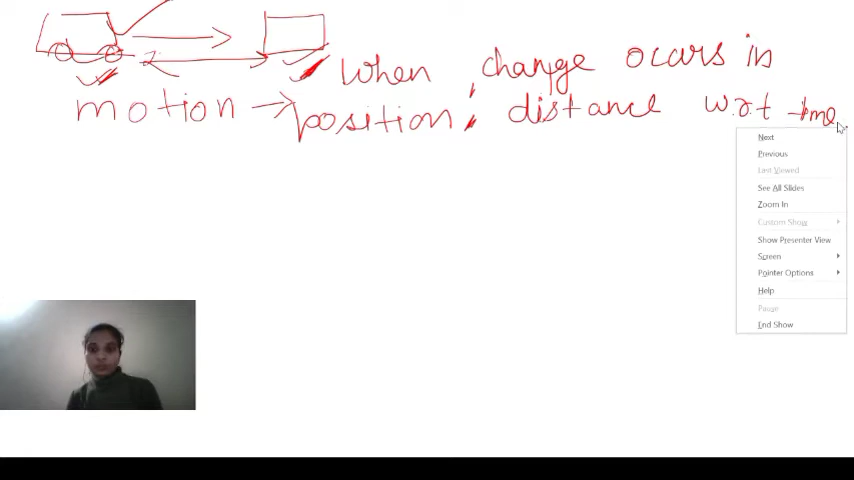 When change occurs in
motion → position, distance w.r.t time
Next
Previous
Last Viewed
See All Slides
Zoom In
Custom Show
Show Presenter View
Screen
Pointer Options
Help
Pause
End Show